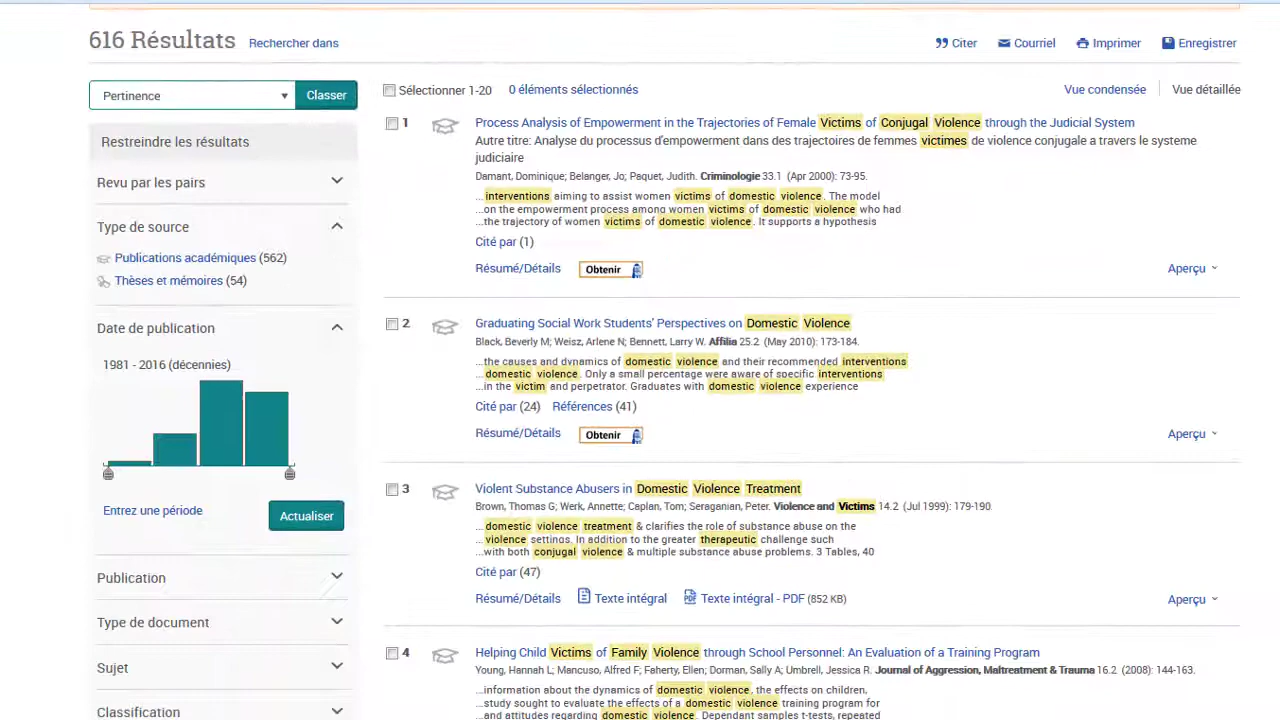 616 Résultats
Rechercher dans
Citer
Courriel
Imprimer
Enregistrer
Pertinence
Classer
Restreindre les résultats
Revu par les pairs
Type de source
Publications académiques (562)
Thèses et mémoires (54)
Date de publication
1981 - 2016 (décennies)
Entrez une période
Actualiser
Publication
Type de document
Sujet
Classification
Sélectionner 1-20
0 éléments sélectionnés
Vue condensée
Vue détaillée
1
Process Analysis of Empowerment in the Trajectories of Female Victims of Conjugal Violence through the Judicial System
Autre titre: Analyse du processus d'empowerment dans des trajectoires de femmes victimes de violence conjugale a travers le systeme
judiciaire
Damant, Dominique; Belanger, Jo; Paquet, Judith. Criminologie 33.1 (Apr 2000): 73-95.
...interventions aiming to assist women victims of domestic violence. The model
...on the empowerment process among women victims of domestic violence who had
...the trajectory of women victims of domestic violence. It supports a hypothesis
Cité par (1)
Résumé/Détails
Obtenir
Aperçu
2
Graduating Social Work Students' Perspectives on Domestic Violence
Black, Beverly M; Weisz, Arlene N; Bennett, Larry W. Affilia 25.2 (May 2010): 173-184.
...the causes and dynamics of domestic violence and their recommended interventions
...domestic violence. Only a small percentage were aware of specific interventions
...in the victim and perpetrator. Graduates with domestic violence experience
Cité par (24)
Références (41)
Résumé/Détails
Obtenir
Aperçu
3
Violent Substance Abusers in Domestic Violence Treatment
Brown, Thomas G; Werk, Annette; Caplan, Tom; Seraganian, Peter. Violence and Victims 14.2 (Jul 1999): 179-190.
...domestic violence treatment & clarifies the role of substance abuse on the
...violence settings. In addition to the greater therapeutic challenge such
...with both conjugal violence & multiple substance abuse problems. 3 Tables, 40
Cité par (47)
Résumé/Détails
Texte intégral
Texte intégral - PDF (852 KB)
Aperçu
4
Helping Child Victims of Family Violence through School Personnel: An Evaluation of a Training Program
Young, Hannah L; Mancuso, Alfred F; Faherty, Ellen; Dorman, Sally A; Umbrell, Jessica R. Journal of Aggression, Maltreatment & Trauma 16.2 (2008): 144-163.
...information about the dynamics of domestic violence, the effects on children,
...study sought to evaluate the effects of a domestic violence training program for
...and attitudes regarding domestic violence. Dependent samples t-tests, repeated